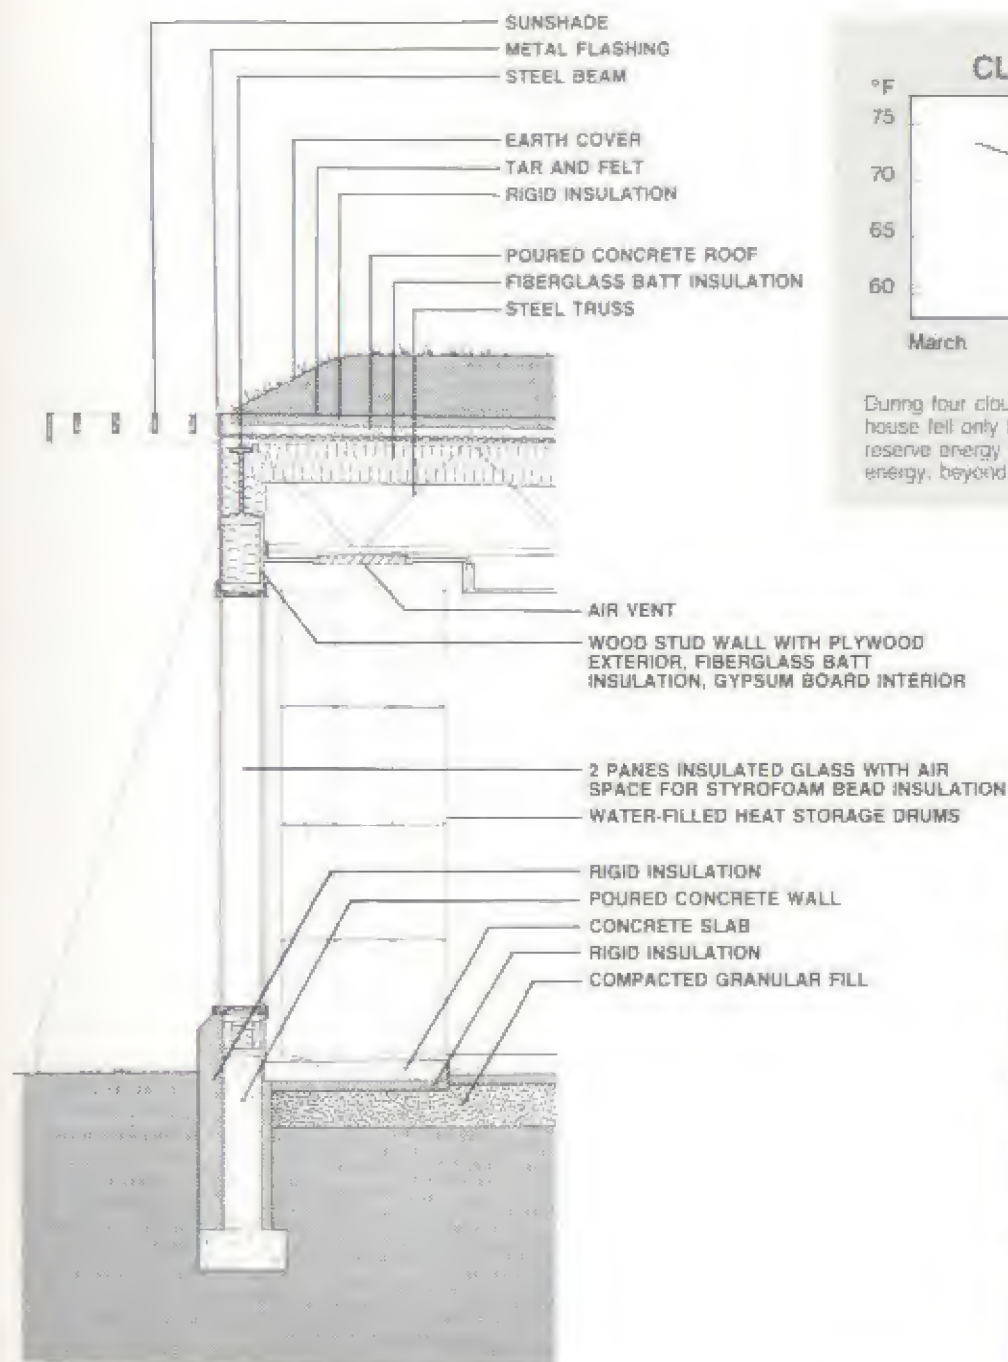 SUNSHADE
METAL FLASHING
STEEL BEAM
EARTH COVER
TAR AND FELT
RIGID INSULATION
POURED CONCRETE ROOF
FIBERGLASS BATT INSULATION
STEEL TRUSS
AIR VENT
WOOD STUD WALL WITH PLYWOOD
EXTERIOR, FIBERGLASS BATT
INSULATION, GYPSUM BOARD INTERIOR
2 PANES INSULATED GLASS WITH AIR
SPACE FOR STYROFOAM BEAD INSULATION
WATER-FILLED HEAT STORAGE DRUMS
RIGID INSULATION
POURED CONCRETE WALL
CONCRETE SLAB
RIGID INSULATION
COMPACTED GRANULAR FILL
CL
°F
75
70
65
60
March
During four clou
house fell only
reserve energy
energy, beyond